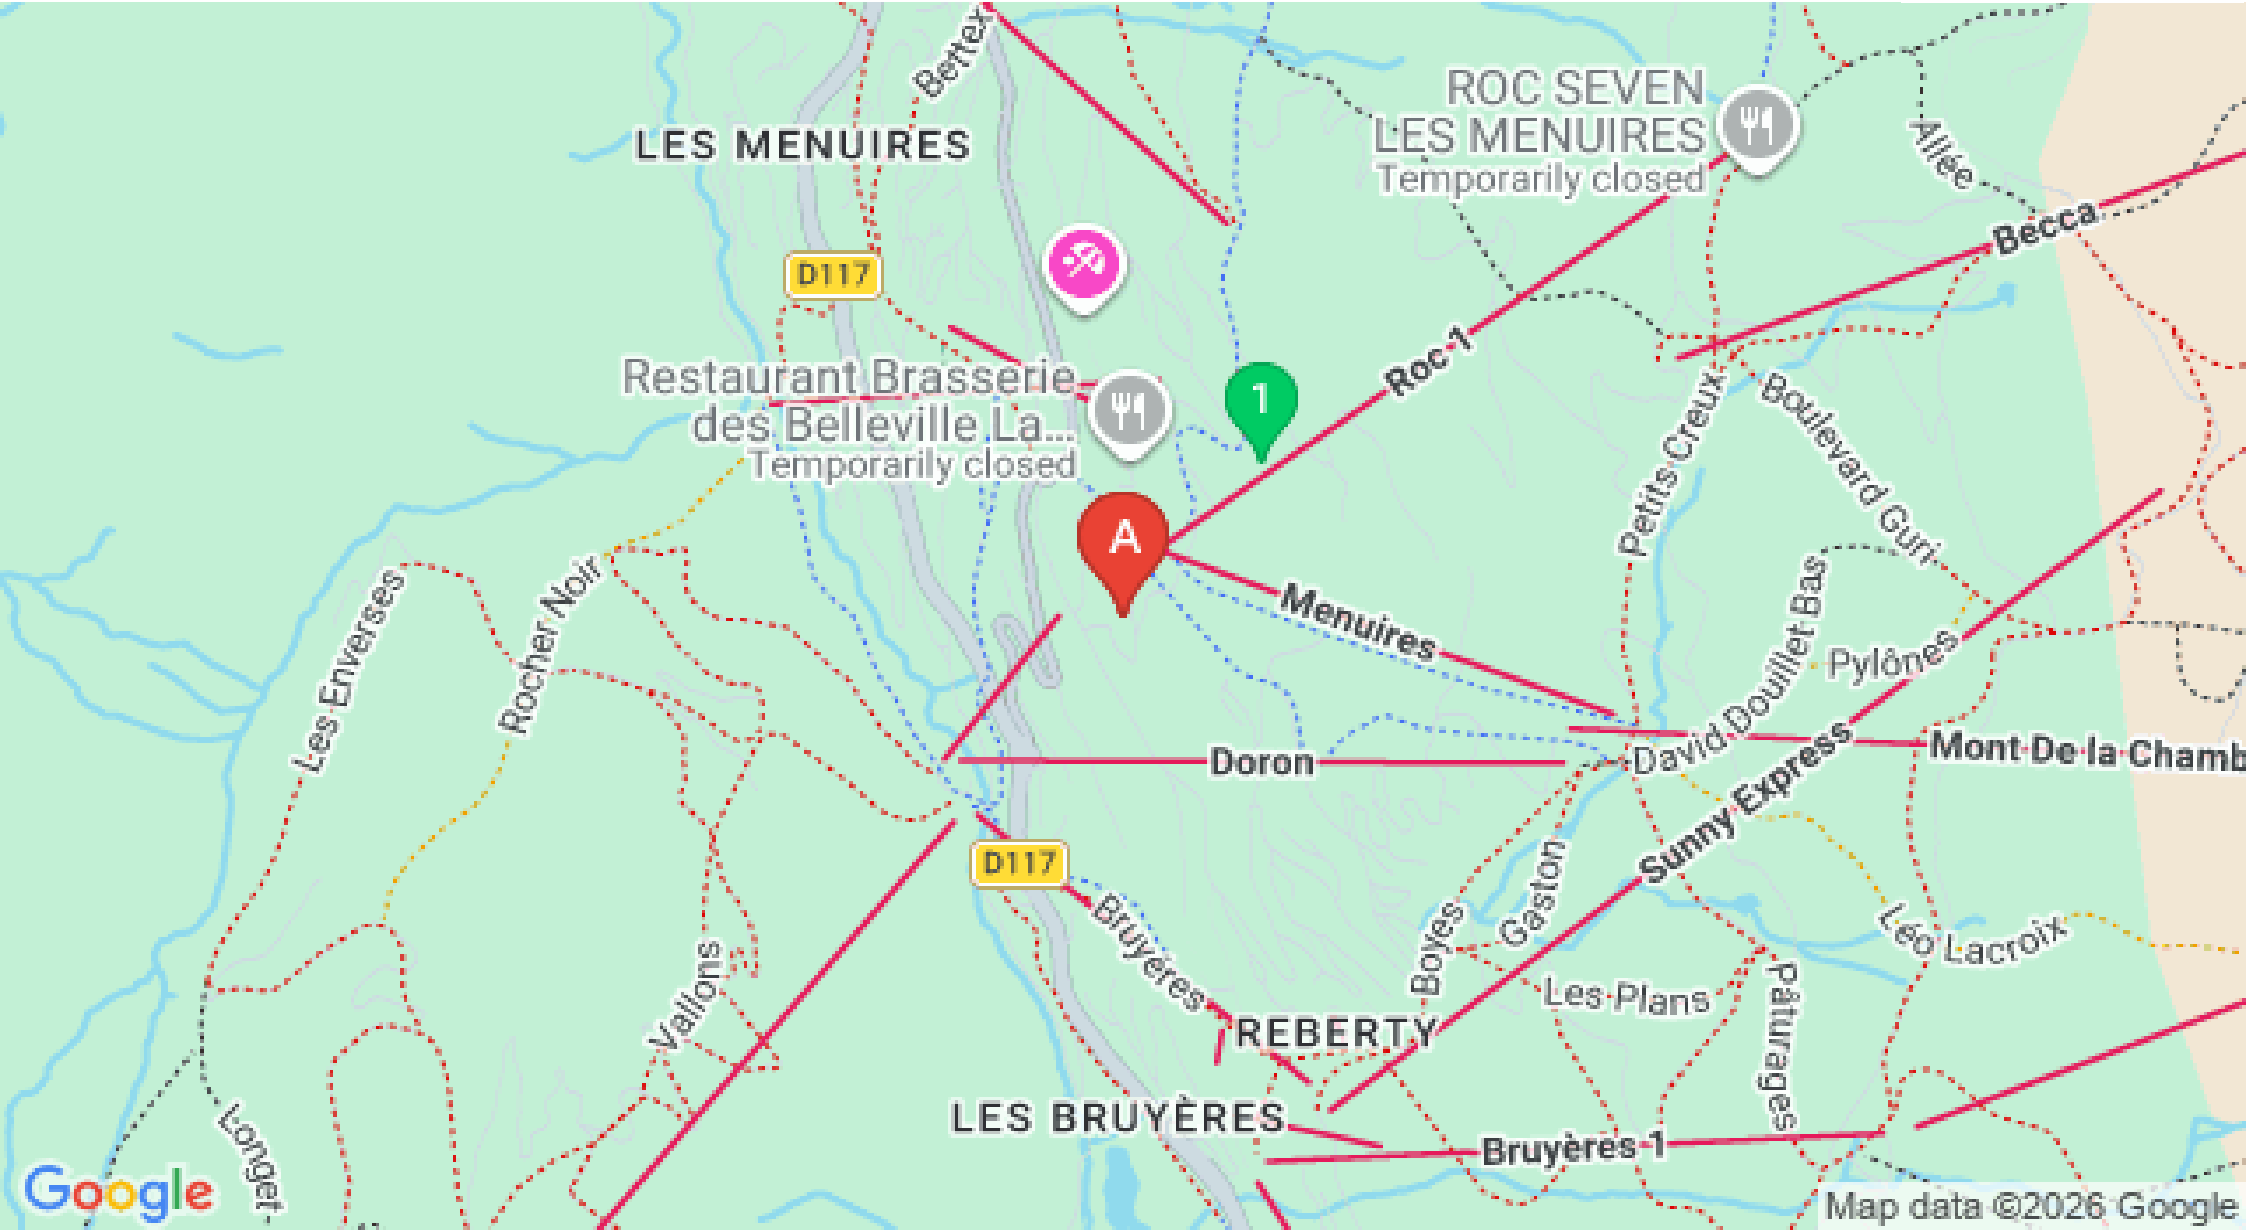 Bettex
ROC SEVEN
LES MENUIRES
Temporarily closed
LES MENUIRES
Allée
Becca
D117
Roc 1
Restaurant Brasserie
des Belleville La...
Temporarily closed
1
Petits Creux
Boulevard Guri
A
Les Enverses
Rocher Noir
Menuires
David Douillet Bas
Pylônes
Doron
Mont De la Chamb
Sunny Express
D117
Bruyères
Boyes
Gaston
Léo Lacroix
Vallons
Les Plans
Pâturages
REBERTY
LES BRUYÈRES
Bruyères 1
Longet
Google
Map data ©2026 Google